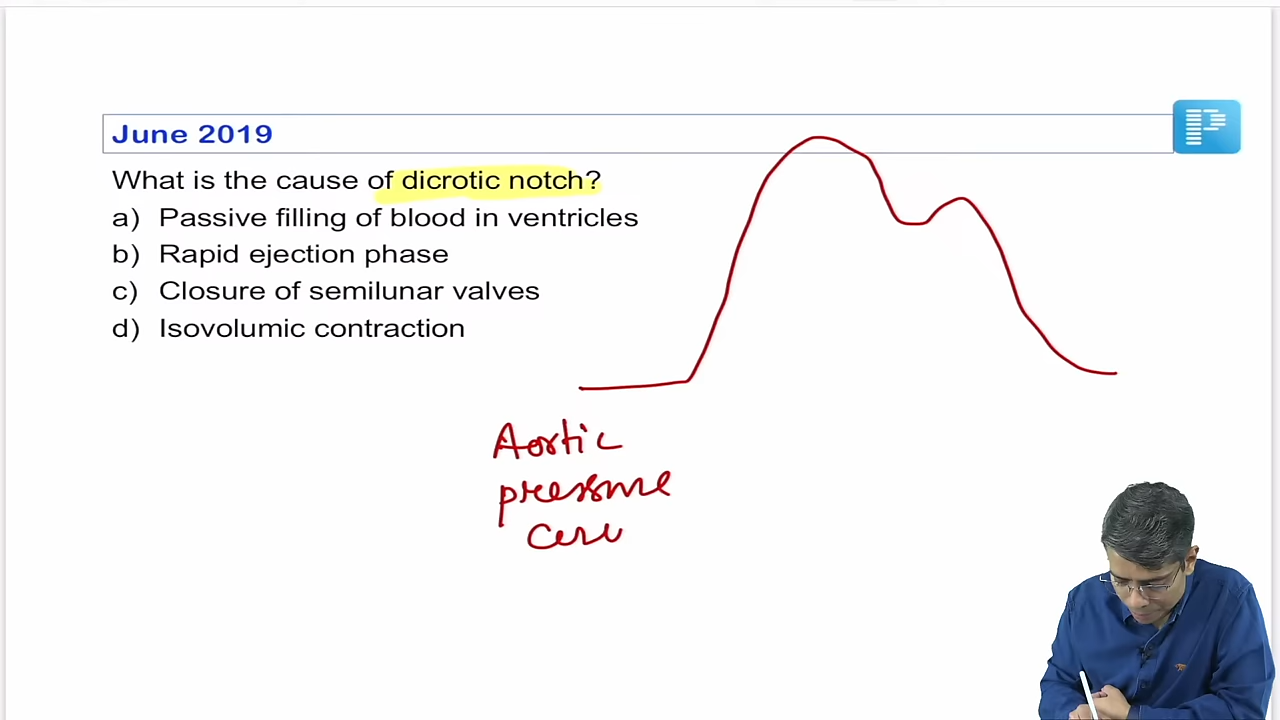 June 2019
What is the cause of dicrotic notch?
a) Passive filling of blood in ventricles
b) Rapid ejection phase
c) Closure of semilunar valves
d) Isovolumic contraction
Aortic
pressure